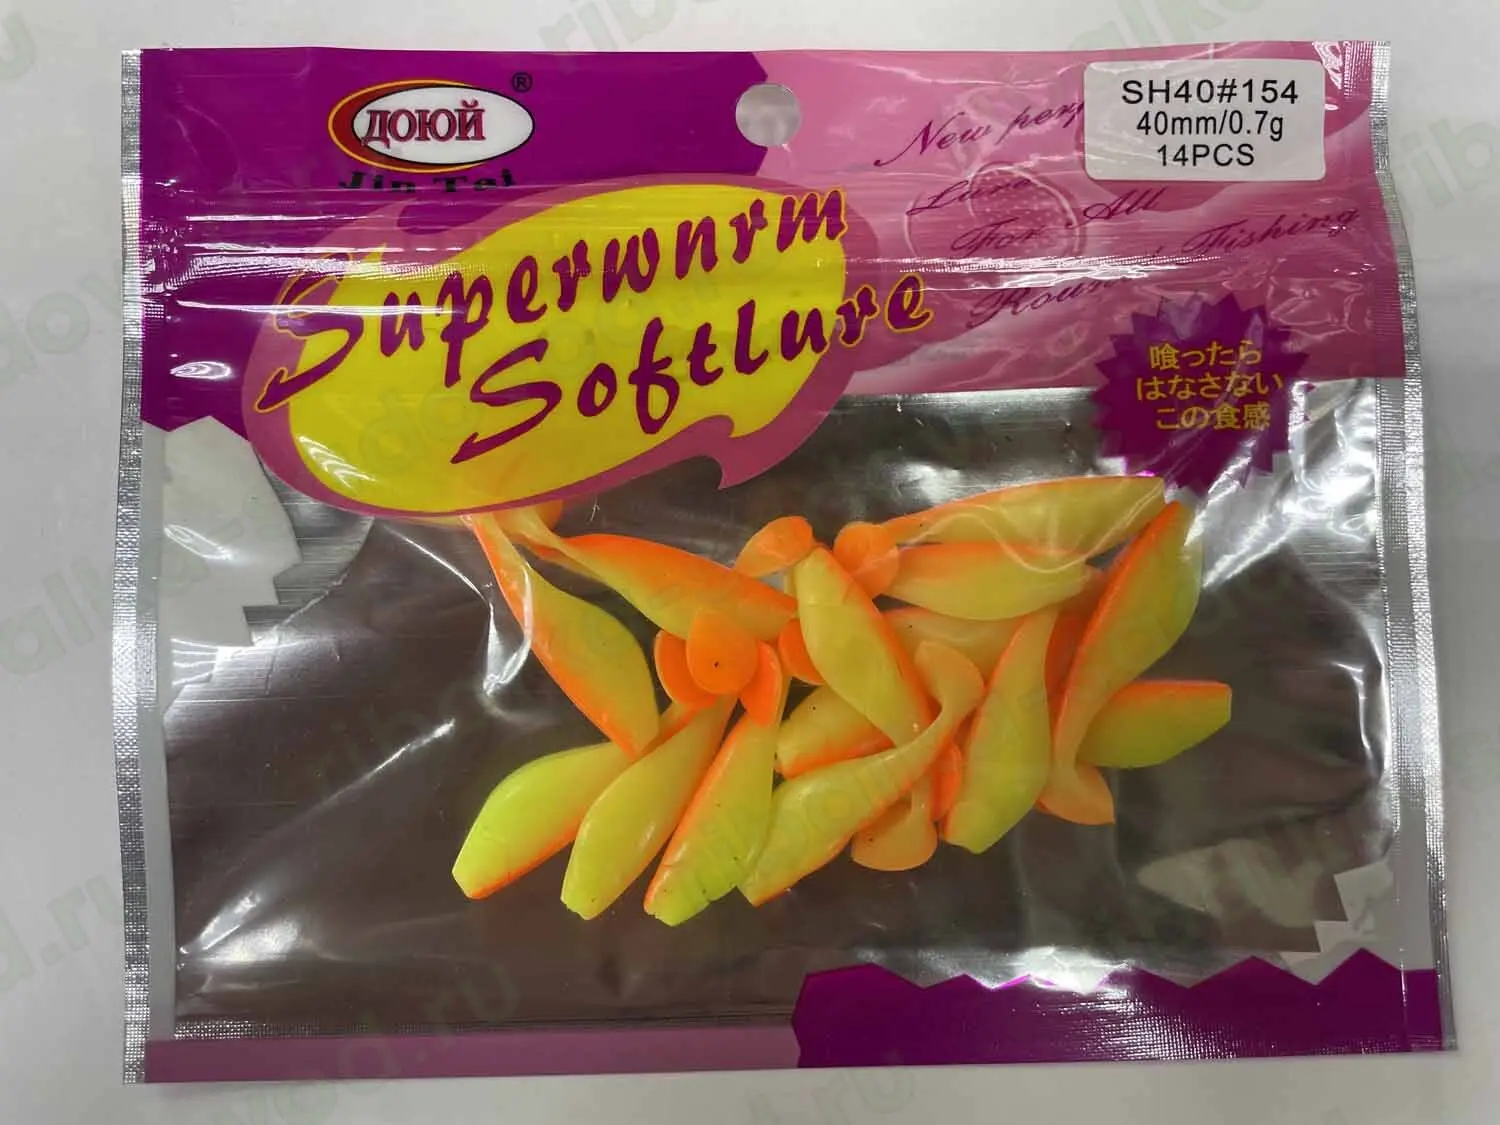 ДОЮЙ ®
Jin Tai
Superwnrm
Softlure
SH40#154
40mm/0.7g
14PCS
New
Lure
For All
Fishing
喰ったら
はなさない
この食感